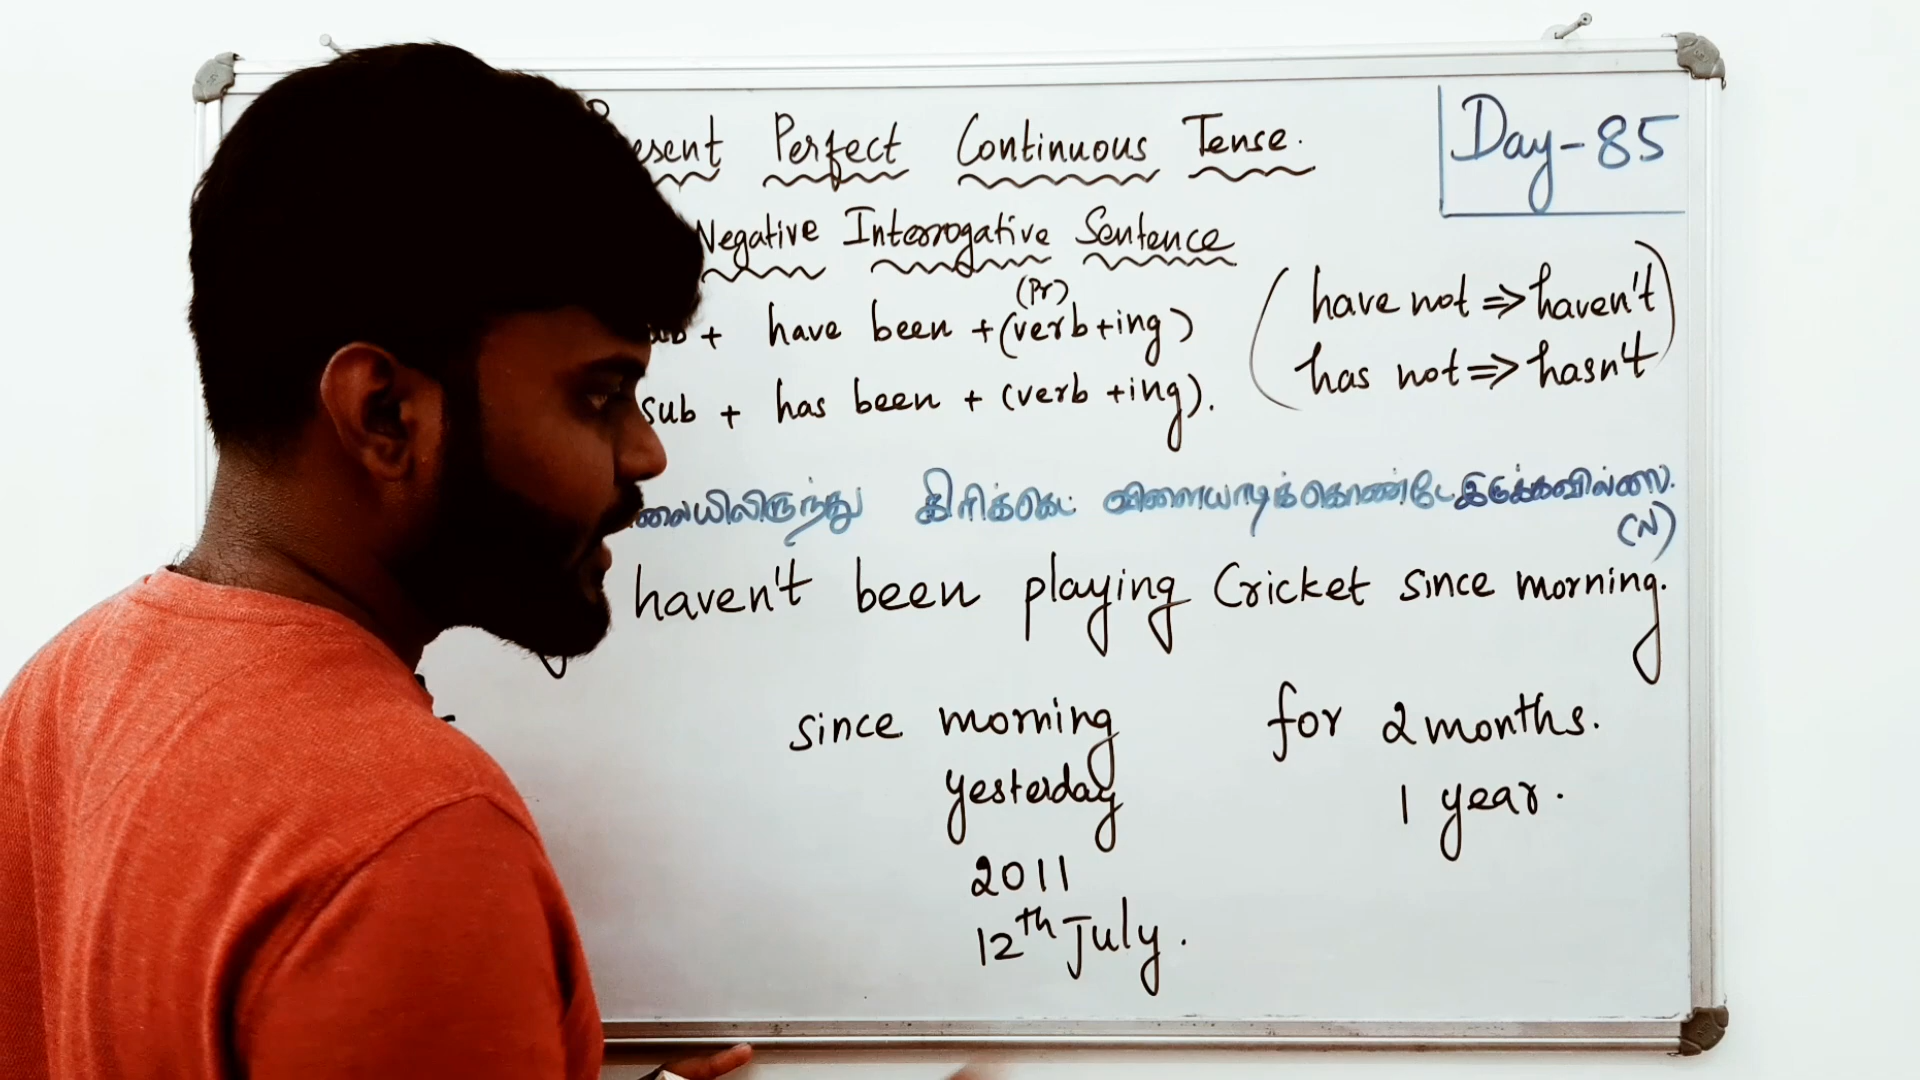 Present Perfect Continuous Tense.
Day-85
Negative Interrogative Sentence
(Pr)
+ have been + (verb+ing)
sub + has been + (verb +ing).
(have not ⇒ haven't
has not ⇒ hasn't)
கிரிக்கெட் விளையாடிக்கொண்டே இருக்கவில்லை.
(N)
haven't been playing Cricket since morning.
since morning
yesterday
2011
12th July.
for 2 months.
1 year.